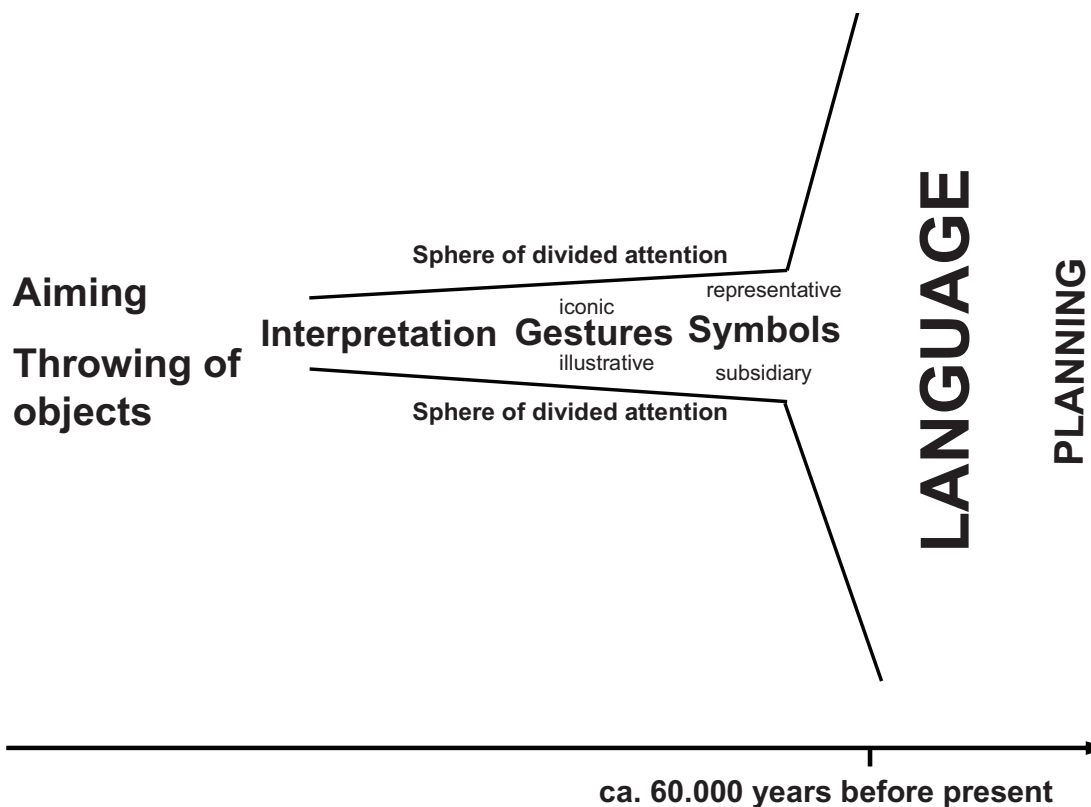 Aiming
Throwing of
objects
Sphere of divided attention
iconic
representative
Interpretation Gestures Symbols
illustrative
subsidiary
Sphere of divided attention
LANGUAGE
PLANNING
ca. 60.000 years before present